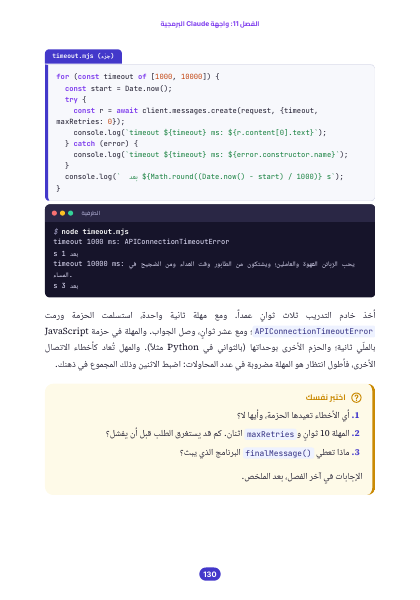 الفصل 11: واجهة Claude البرمجية
timeout.mjs (جزء)
for (const timeout of [1000, 10000]) {
const start = Date.now();
try {
const r = await client.messages.create(request, {timeout,
maxRetries: 0});
console.log(`timeout ${timeout} ms: ${r.content[0].text}`);
} catch (error) {
console.log(`timeout ${timeout} ms: ${error.constructor.name}`);
}
console.log(`  بعد ${Math.round((Date.now() - start) / 1000)} s`);
}
الطرفية
$ node timeout.mjs
timeout 1000 ms: APIConnectionTimeoutError
بعد 1 s
timeout 10000 ms: يحب الزبائن القهوة والعاملين؛ ويشتكون من الطابور وقت الغداء ومن الضجيج في
المساء.
بعد 3 s
أخذ خادم التدريب ثلاث ثوانٍ عمداً. ومع مهلة ثانية واحدة، استسلمت الحزمة ورمت
APIConnectionTimeoutError؛ ومع عشر ثوانٍ، وصل الجواب. والمهلة في حزمة JavaScript
بالملّي ثانية؛ والحزم الأخرى بوحداتها (بالثواني في Python مثلاً). والمهل تُعاد كأخطاء الاتصال
الأخرى، فأطول انتظار هو المهلة مضروبة في عدد المحاولات: اضبط الاثنين وذلك المجموع في ذهنك.
اختبر نفسك
1. أي الأخطاء تعيدها الحزمة، وأيها لا؟
2. المهلة 10 ثوانٍ و maxRetries اثنان. كم قد يستغرق الطلب قبل أن يفشل؟
3. ماذا تعطي finalMessage() البرنامج الذي يبث؟
الإجابات في آخر الفصل، بعد الملخص.
130